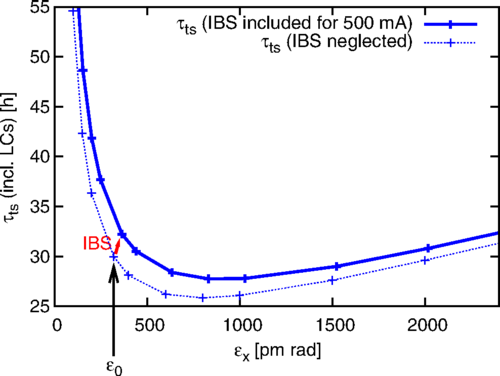 55
50
45
40
35
30
25
τts (incl. LCs) [h]
τts (IBS included for 500 mA)
τts (IBS neglected)
IBS
0 500 1000 1500 2000
ε0
εx [pm rad]